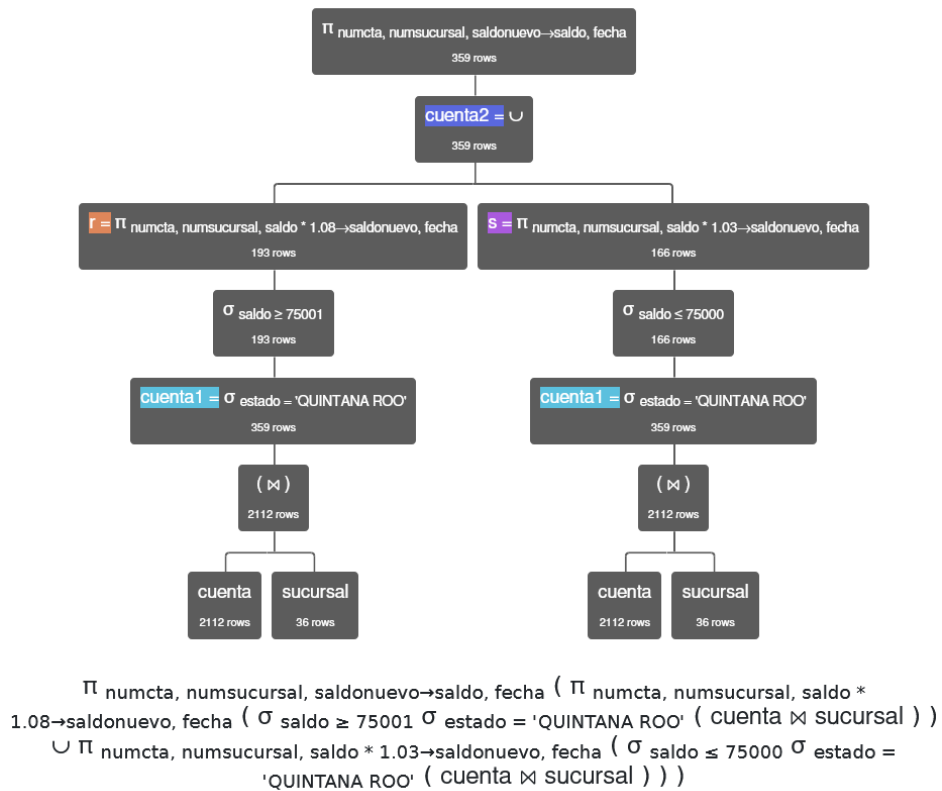 π numcta, numsucursal, saldonuevo→saldo, fecha
359 rows
cuenta2 = ∪
359 rows
r = π numcta, numsucursal, saldo * 1.08→saldonuevo, fecha
193 rows
s = π numcta, numsucursal, saldo * 1.03→saldonuevo, fecha
166 rows
σ saldo ≥ 75001
193 rows
σ saldo ≤ 75000
166 rows
cuenta1 = σ estado = 'QUINTANA ROO'
359 rows
cuenta1 = σ estado = 'QUINTANA ROO'
359 rows
( ⋈ )
2112 rows
( ⋈ )
2112 rows
cuenta
2112 rows
sucursal
36 rows
cuenta
2112 rows
sucursal
36 rows
π numcta, numsucursal, saldonuevo→saldo, fecha ( π numcta, numsucursal, saldo *
1.08→saldonuevo, fecha ( σ saldo ≥ 75001 σ estado = 'QUINTANA ROO' ( cuenta ⋈ sucursal ) )
∪ π numcta, numsucursal, saldo * 1.03→saldonuevo, fecha ( σ saldo ≤ 75000 σ estado =
'QUINTANA ROO' ( cuenta ⋈ sucursal ) ) )